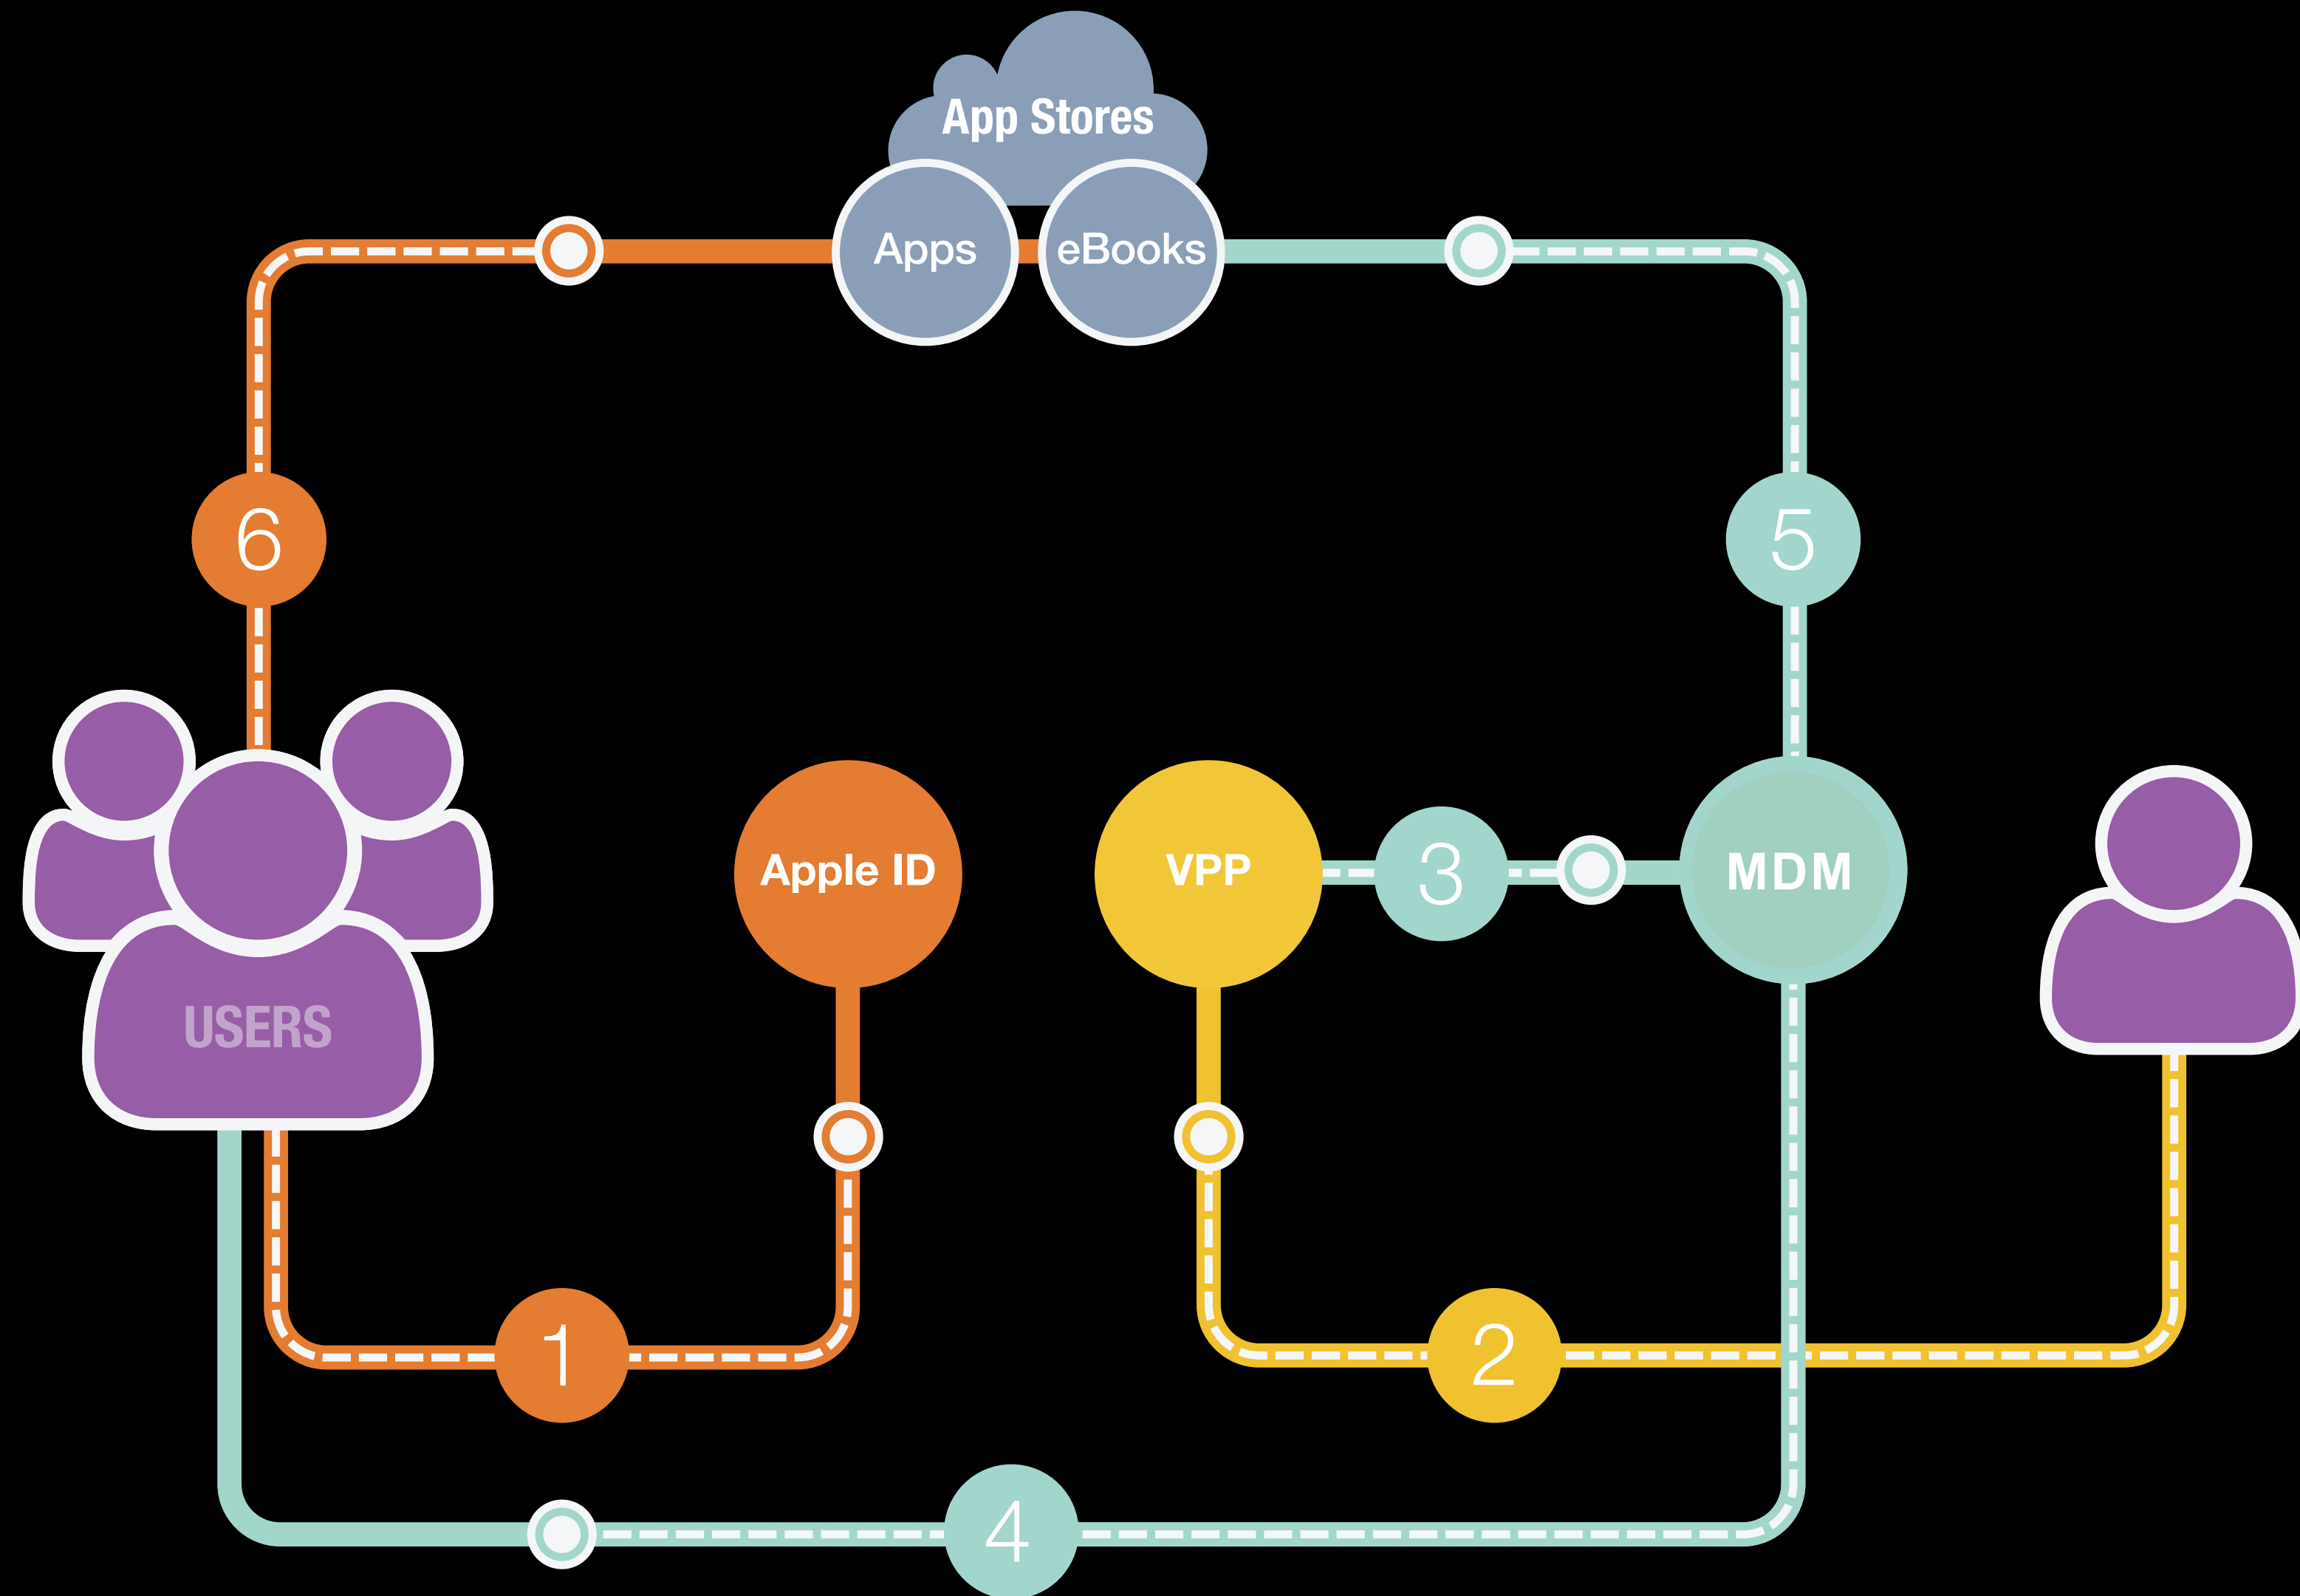 App Stores
Apps
eBooks
6
5
Apple ID
VPP
3
MDM
USERS
1
2
4